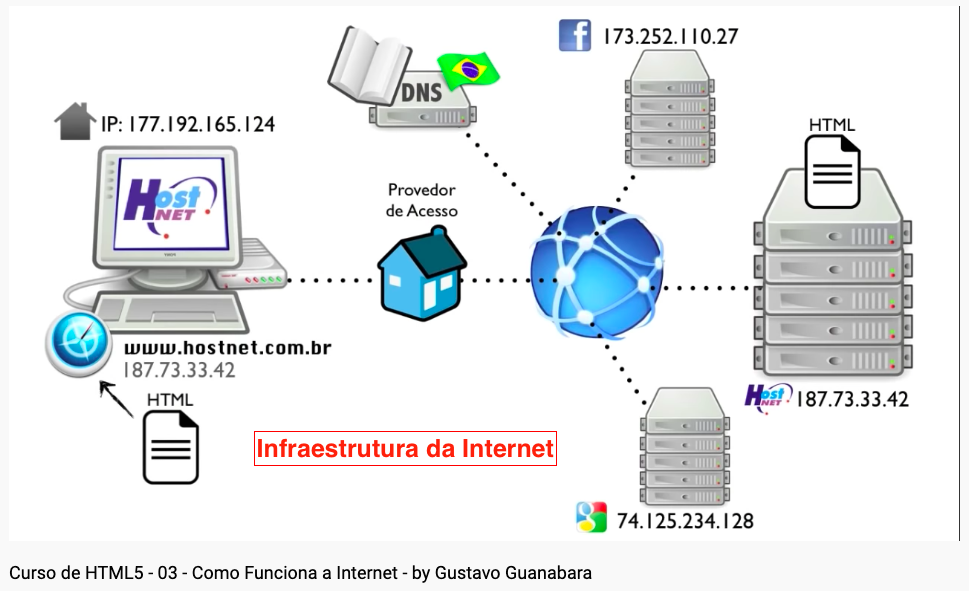 173.252.110.27
DNS
IP: 177.192.165.124
HTML
Host
NET
Provedor
de Acesso
www.hostnet.com.br
187.73.33.42
HTML
Host
NET
187.73.33.42
Infraestrutura da Internet
74.125.234.128
Curso de HTML5 - 03 - Como Funciona a Internet - by Gustavo Guanabara